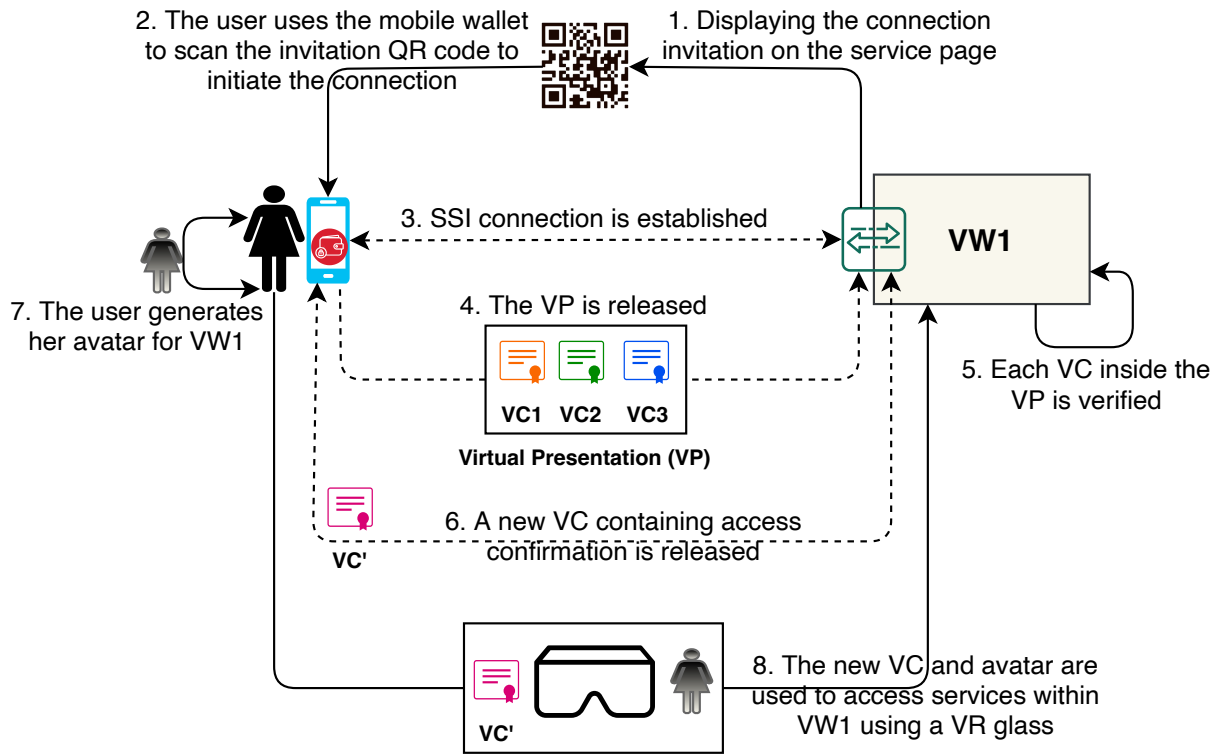 2. The user uses the mobile wallet
to scan the invitation QR code to
initiate the connection
1. Displaying the connection
invitation on the service page
3. SSI connection is established
VW1
7. The user generates
her avatar for VW1
4. The VP is released
VC1 VC2 VC3
Virtual Presentation (VP)
5. Each VC inside the
VP is verified
6. A new VC containing access
confirmation is released
VC'
VC'
8. The new VC and avatar are
used to access services within
VW1 using a VR glass